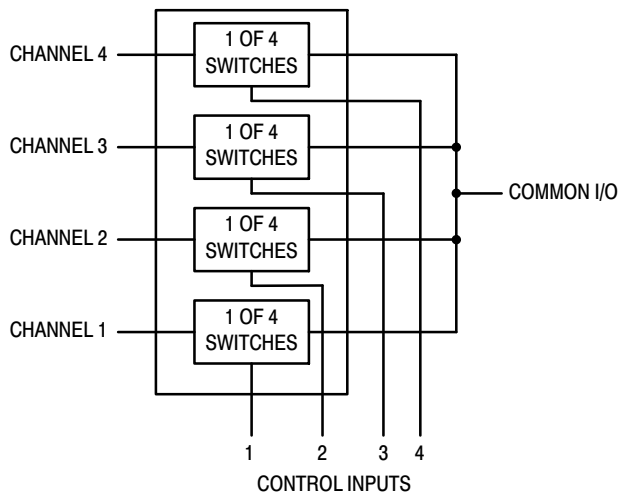 CHANNEL 4
1 OF 4
SWITCHES
CHANNEL 3
1 OF 4
SWITCHES
COMMON I/O
CHANNEL 2
1 OF 4
SWITCHES
CHANNEL 1
1 OF 4
SWITCHES
1 2 3 4
CONTROL INPUTS